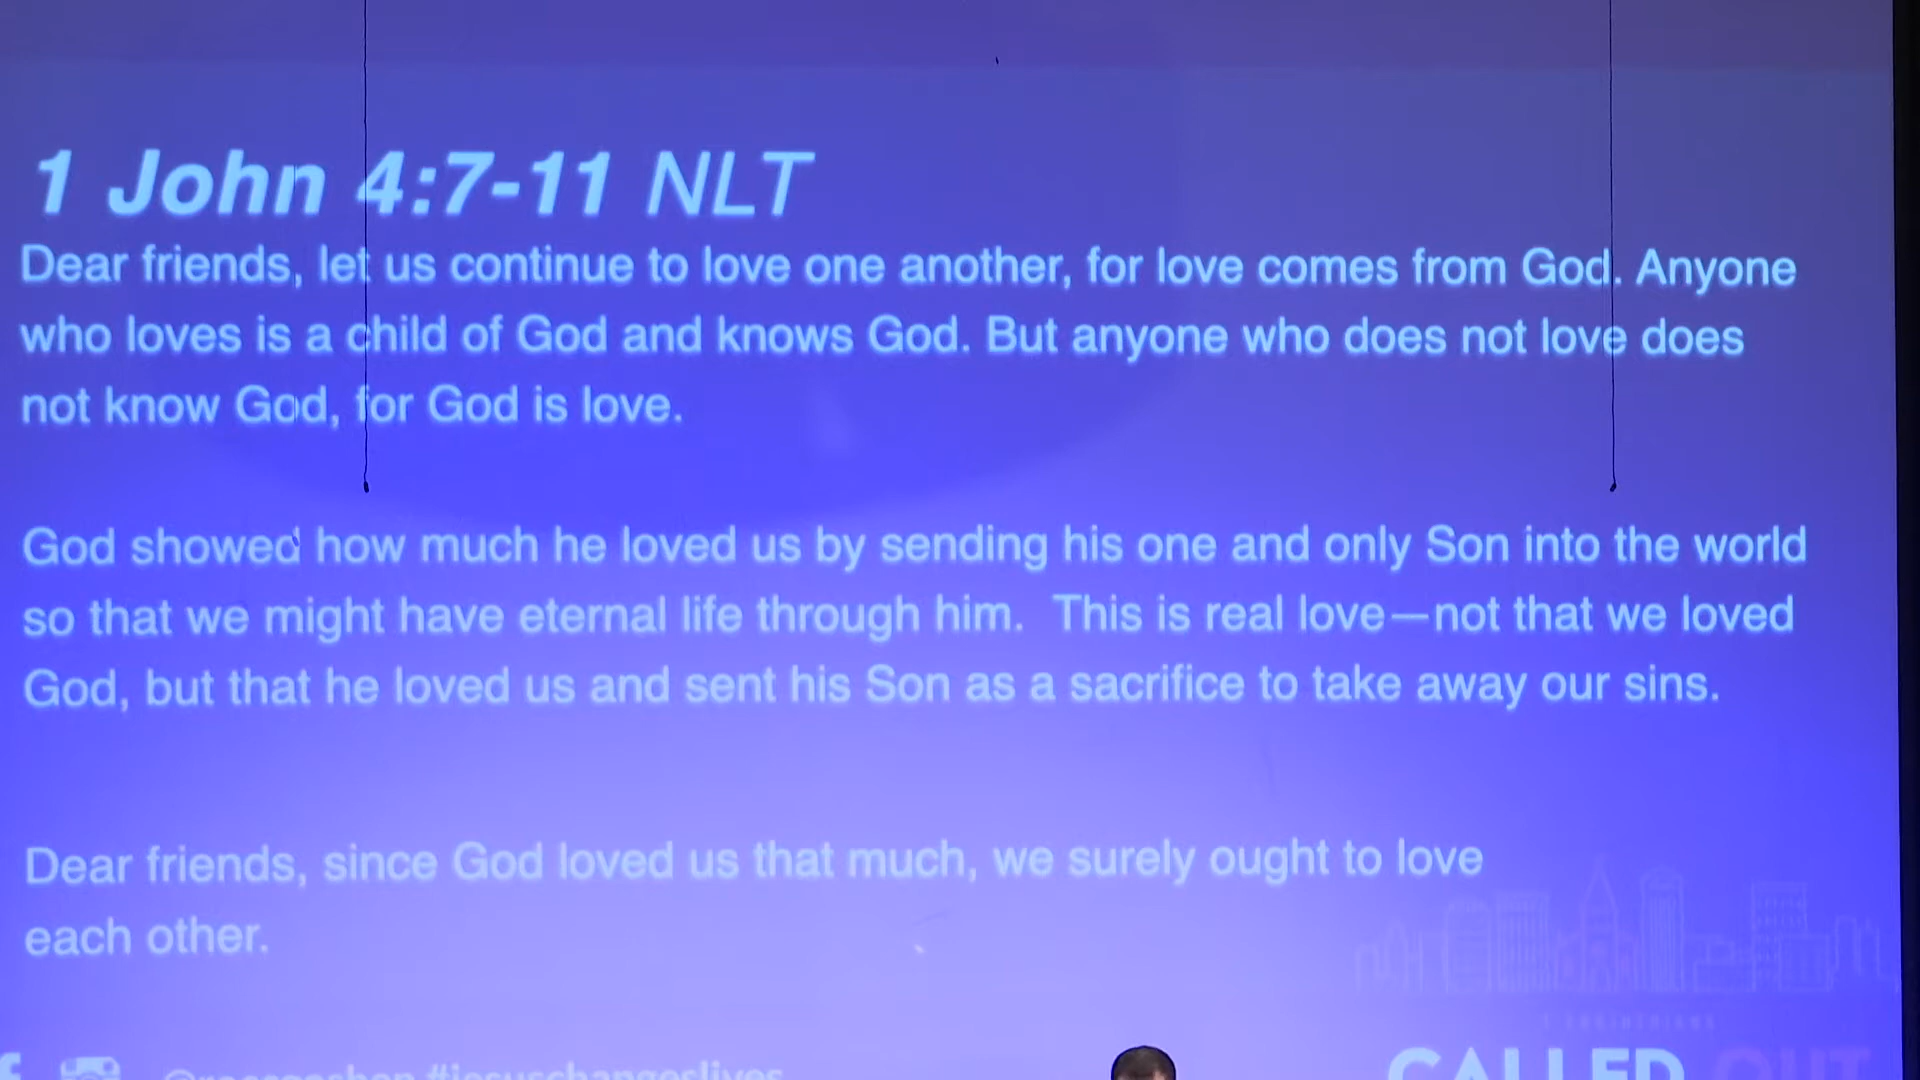 1 John 4:7-11 NLT
Dear friends, let us continue to love one another, for love comes from God. Anyone
who loves is a child of God and knows God. But anyone who does not love does
not know God, for God is love.
God showed how much he loved us by sending his one and only Son into the world
so that we might have eternal life through him.  This is real love—not that we loved
God, but that he loved us and sent his Son as a sacrifice to take away our sins.
Dear friends, since God loved us that much, we surely ought to love
each other.
#jesuschangeslives
CALLED OUT